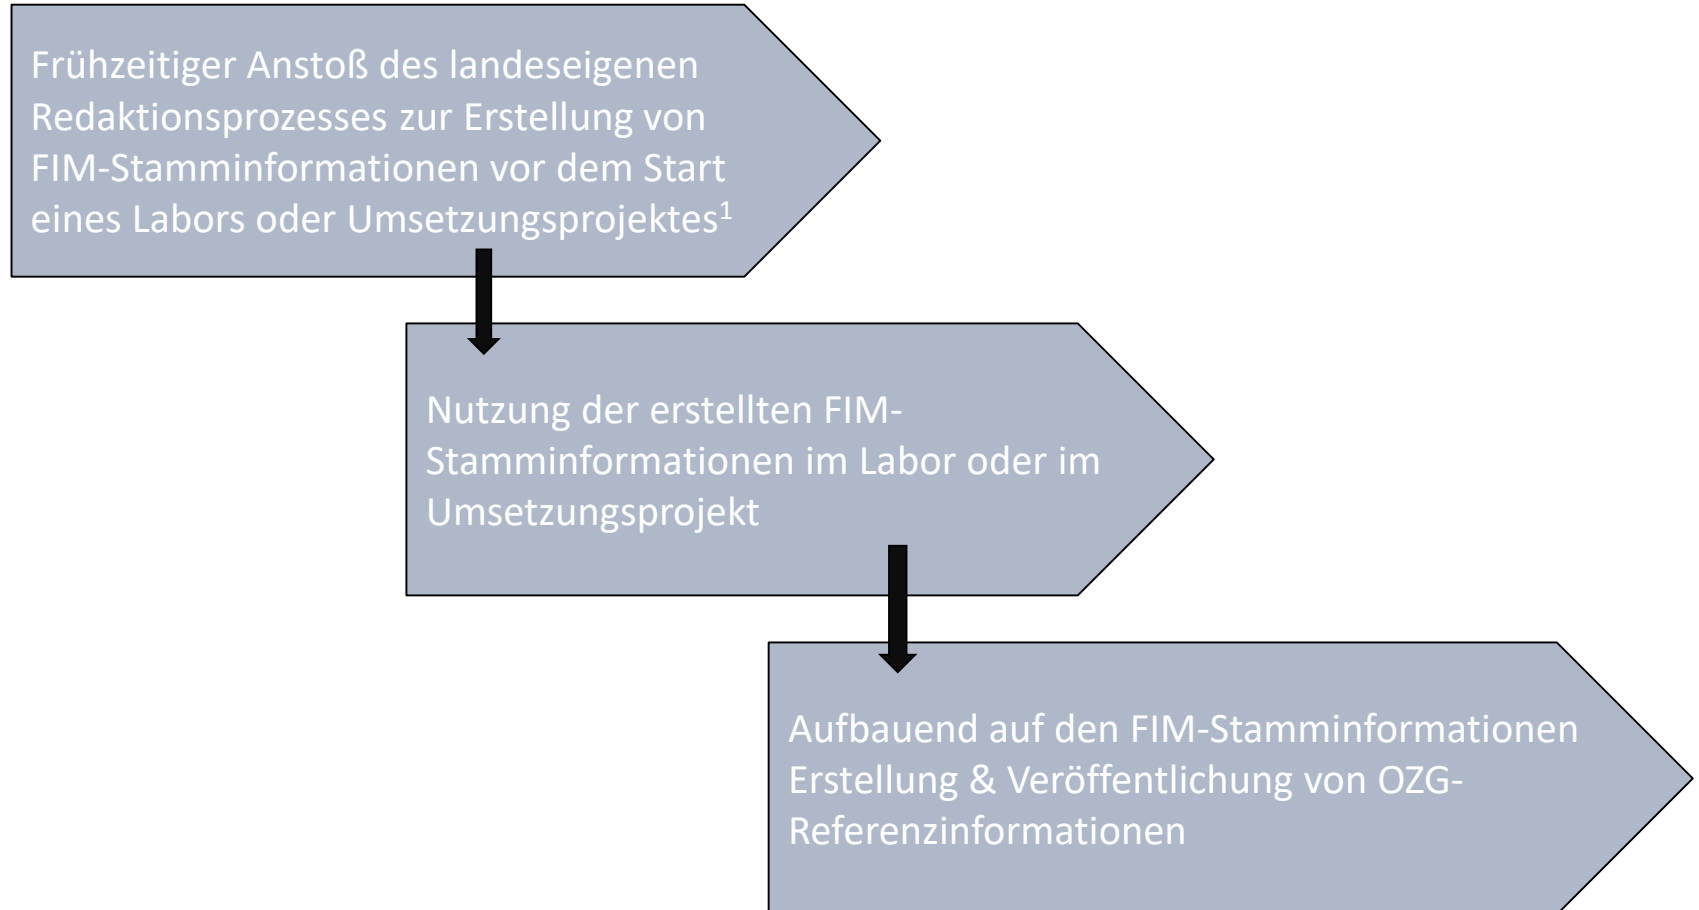 Frühzeitiger Anstoß des landeseigenen
Redaktionsprozesses zur Erstellung von
FIM-Stamminformationen vor dem Start
eines Labors oder Umsetzungsprojektes¹
Nutzung der erstellten FIM-
Stamminformationen im Labor oder im
Umsetzungsprojekt
Aufbauend auf den FIM-Stamminformationen
Erstellung & Veröffentlichung von OZG-
Referenzinformationen